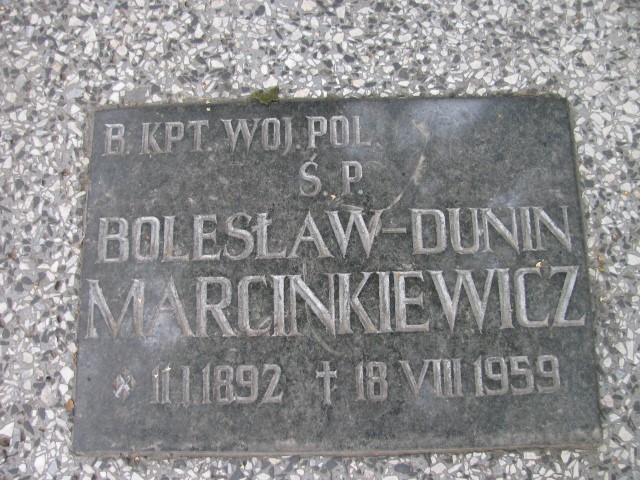 B. KPT. WOJ. POL.
Ś. P.
BOLESŁAW-DUNIN
MARCINKIEWICZ
* 11.I.1892 † 18 VIII 1959